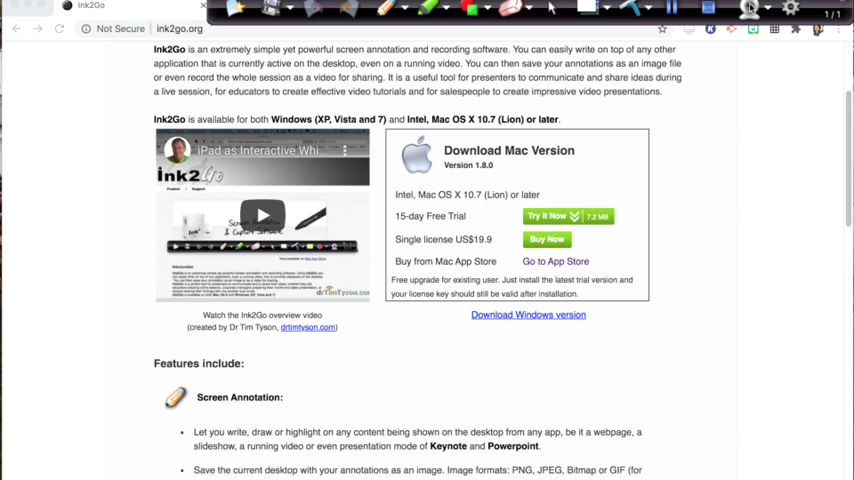 Ink2Go
1 / 1
Not Secure
ink2go.org
Ink2Go is an extremely simple yet powerful screen annotation and recording software. You can easily write on top of any other
application that is currently active on the desktop, even on a running video. You can then save your annotations as an image file
or even record the whole session as a video for sharing. It is a useful tool for presenters to communicate and share ideas during
a live session, for educators to create effective video tutorials and for salespeople to create impressive video presentations.
Ink2Go is available for both Windows (XP, Vista and 7) and Intel, Mac OS X 10.7 (Lion) or later.
iPad as Interactive Whi...
ink2Go
Product
Support
Screen Annotation
& Capture Software
Introduction
drTimTyson.com
Watch the Ink2Go overview video
(created by Dr Tim Tyson, drtimtyson.com)
Download Mac Version
Version 1.8.0
Intel, Mac OS X 10.7 (Lion) or later
15-day Free Trial
Try it Now
7.2 MB
Single license US$19.9
Buy Now
Buy from Mac App Store
Go to App Store
Free upgrade for existing user. Just install the latest trial version and
your license key should still be valid after installation.
Download Windows version
Features include:
Screen Annotation:
Let you write, draw or highlight on any content being shown on the desktop from any app, be it a webpage, a
slideshow, a running video or even presentation mode of Keynote and Powerpoint.
Save the current desktop with your annotations as an image. Image formats: PNG, JPEG, Bitmap or GIF (for